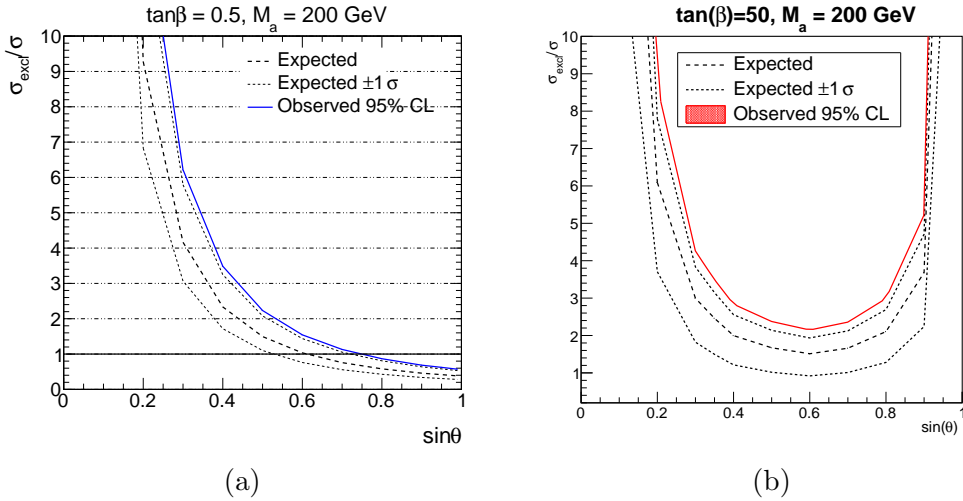 tanβ = 0.5, M_a = 200 GeV
σ_excl/σ
10
9
8
7
6
5
4
3
2
1
0
Expected
Expected ±1 σ
Observed 95% CL
0 0.2 0.4 0.6 0.8 1
sinθ
(a)
tan(β)=50, M_a = 200 GeV
σ_excl/σ
10
9
8
7
6
5
4
3
2
1
Expected
Expected ±1 σ
Observed 95% CL
0 0.2 0.4 0.6 0.8 1
sin(θ)
(b)